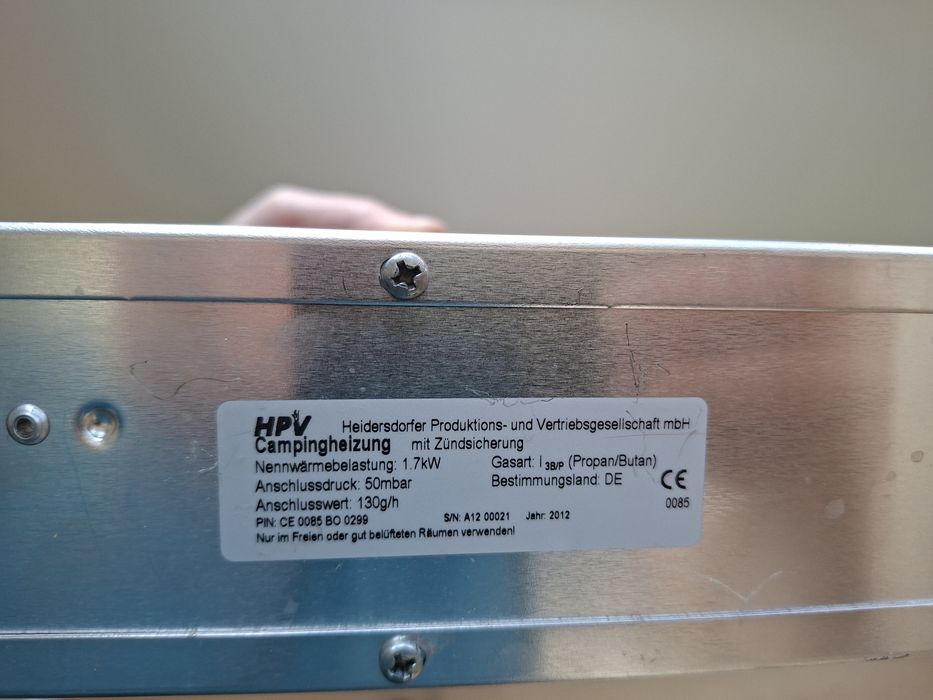 HPV Heidersdorfer Produktions- und Vertriebsgesellschaft mbH
Campingheizung mit Zündsicherung
Nennwärmebelastung: 1.7kW Gasart: I 3B/P (Propan/Butan)
Anschlussdruck: 50mbar Bestimmungsland: DE CE
Anschlusswert: 130g/h 0085
PIN: CE 0085 BO 0299 S/N: A12 00021 Jahr: 2012
Nur im Freien oder gut belüfteten Räumen verwenden!